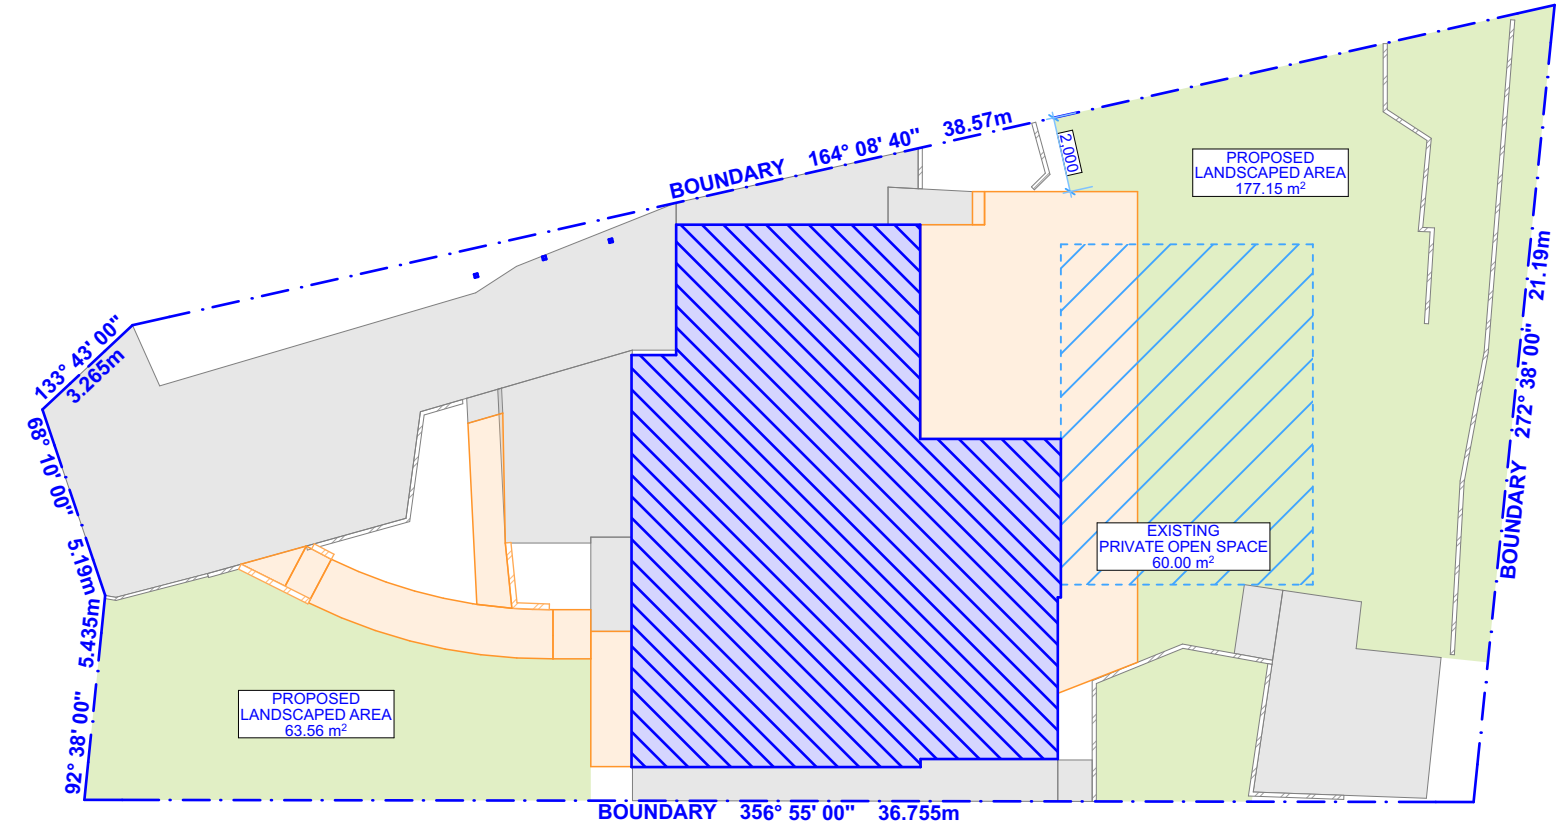 BOUNDARY 164° 08' 40" 38.57m
2,000
PROPOSED
LANDSCAPED AREA
177.15 m²
133° 43' 00"
3.265m
68° 10' 00" 5.19m
BOUNDARY 272° 38' 00" 21.19m
EXISTING
PRIVATE OPEN SPACE
60.00 m²
92° 38' 00" 5.435m
PROPOSED
LANDSCAPED AREA
63.56 m²
BOUNDARY 356° 55' 00" 36.755m